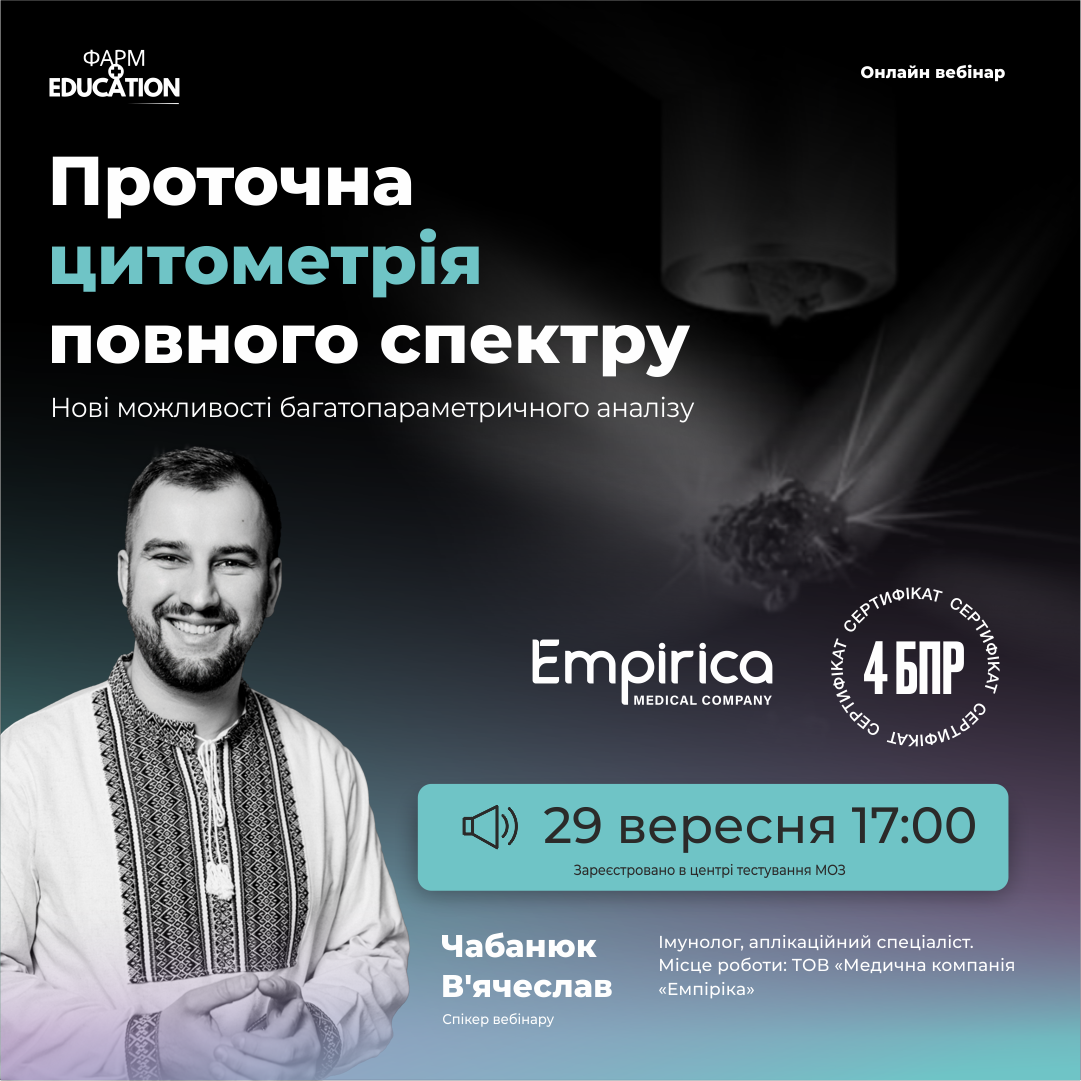 ФАРМ
EDUCATION
Онлайн вебінар
Проточна
цитометрія
повного спектру
Нові можливості багатопараметричного аналізу
Empirica
MEDICAL COMPANY
СЕРТИФІКАТ СЕРТИФІКАТ СЕРТИФІКАТ СЕРТИФІКАТ
4 БПР
29 вересня 17:00
Зареєстровано в центрі тестування МОЗ
Чабанюк
В'ячеслав
Спікер вебінару
Імунолог, аплікаційний спеціаліст.
Місце роботи: ТОВ «Медична компанія
«Емпіріка»